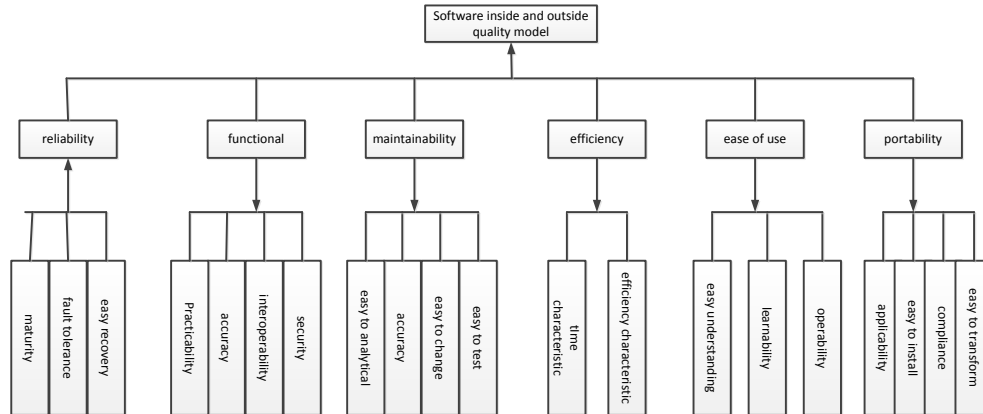 Software inside and outside
quality model
reliability
functional
maintainability
efficiency
ease of use
portability
maturity
fault to tolerance
easy recovery
Practicability
accuracy
interoperability
security
easy to analytical
accuracy
easy to change
easy to test
time
characteristic
efficiency characteristic
easy understanding
learnability
operability
applicability
easy to install
compliance
easy to transform